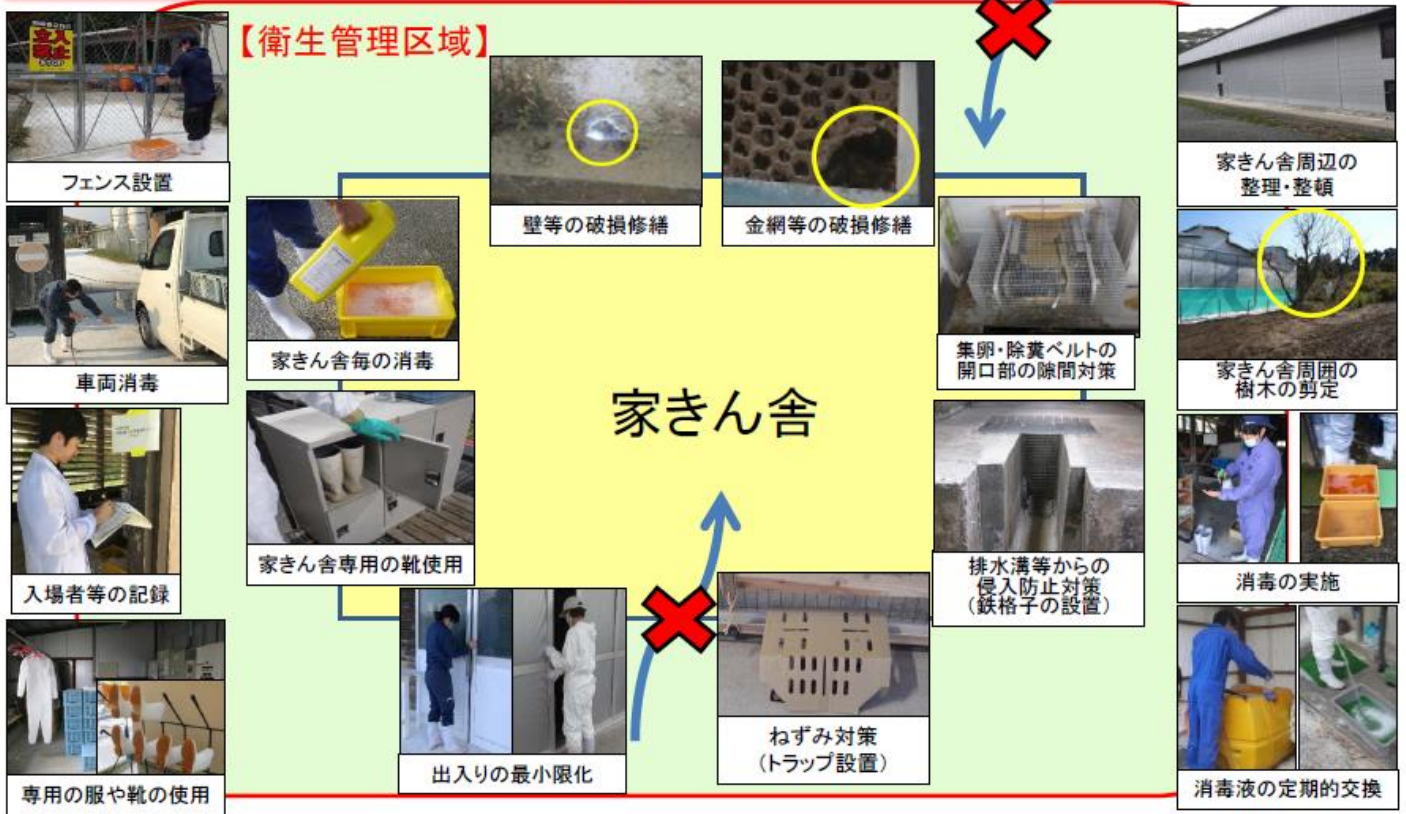 【衛生管理区域】
立入
禁止
フェンス設置
壁等の破損修繕
金網等の破損修繕
家きん舎周辺の
整理・整頓
車両消毒
家きん舎毎の消毒
集卵・除糞ベルトの
開口部の隙間対策
家きん舎周囲の
樹木の剪定
家きん舎
入場者等の記録
家きん舎専用の靴使用
排水溝等からの
侵入防止対策
（鉄格子の設置）
消毒の実施
専用の服や靴の使用
出入りの最小限化
ねずみ対策
（トラップ設置）
消毒液の定期的交換